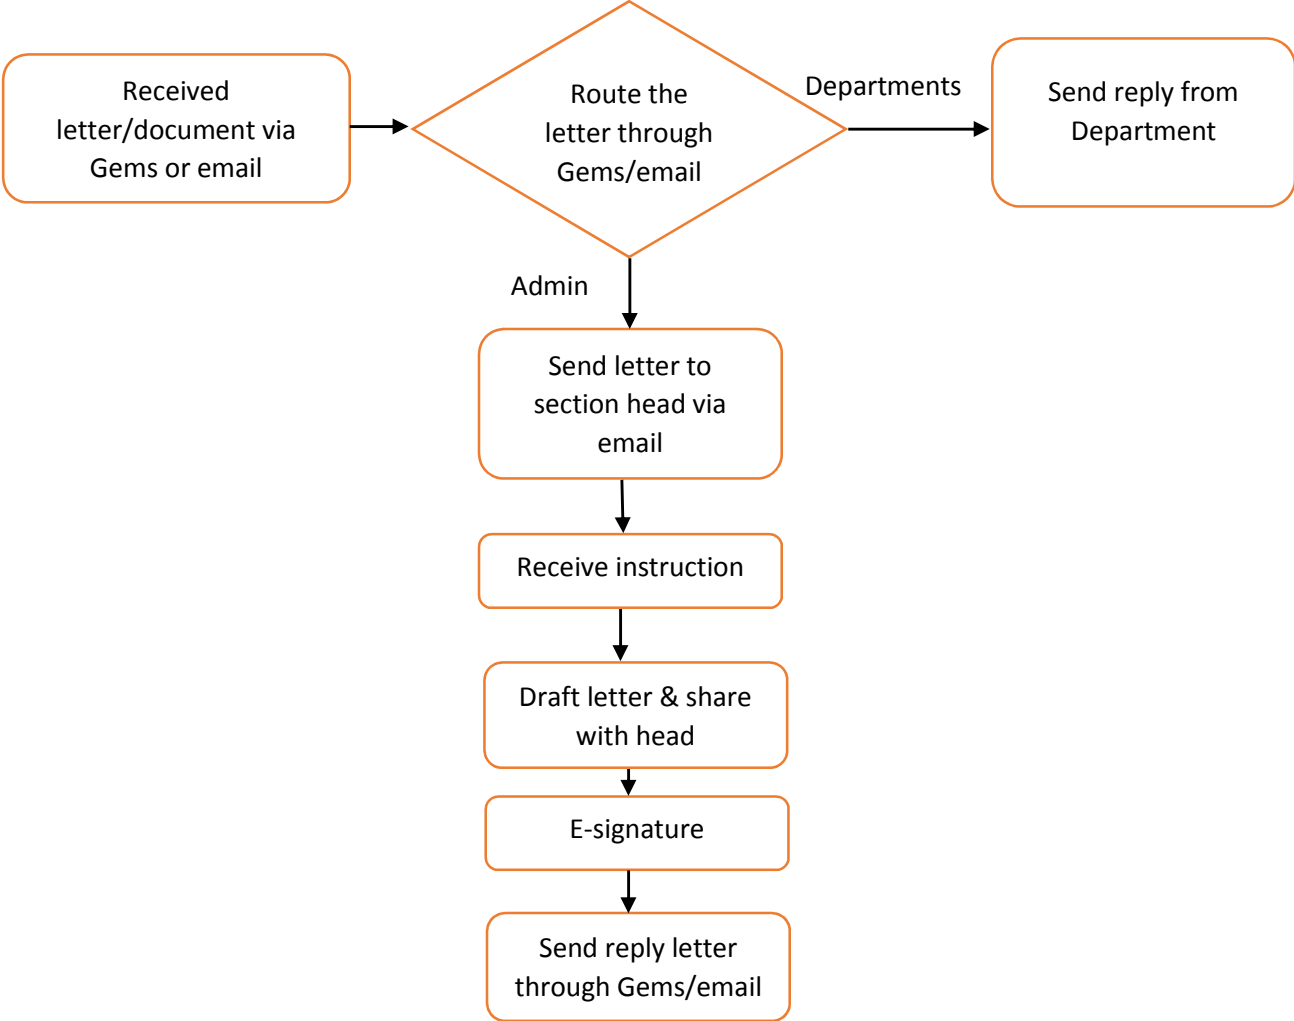 Received
letter/document via
Gems or email
Route the
letter through
Gems/email
Departments
Send reply from
Department
Admin
Send letter to
section head via
email
Receive instruction
Draft letter & share
with head
E-signature
Send reply letter
through Gems/email